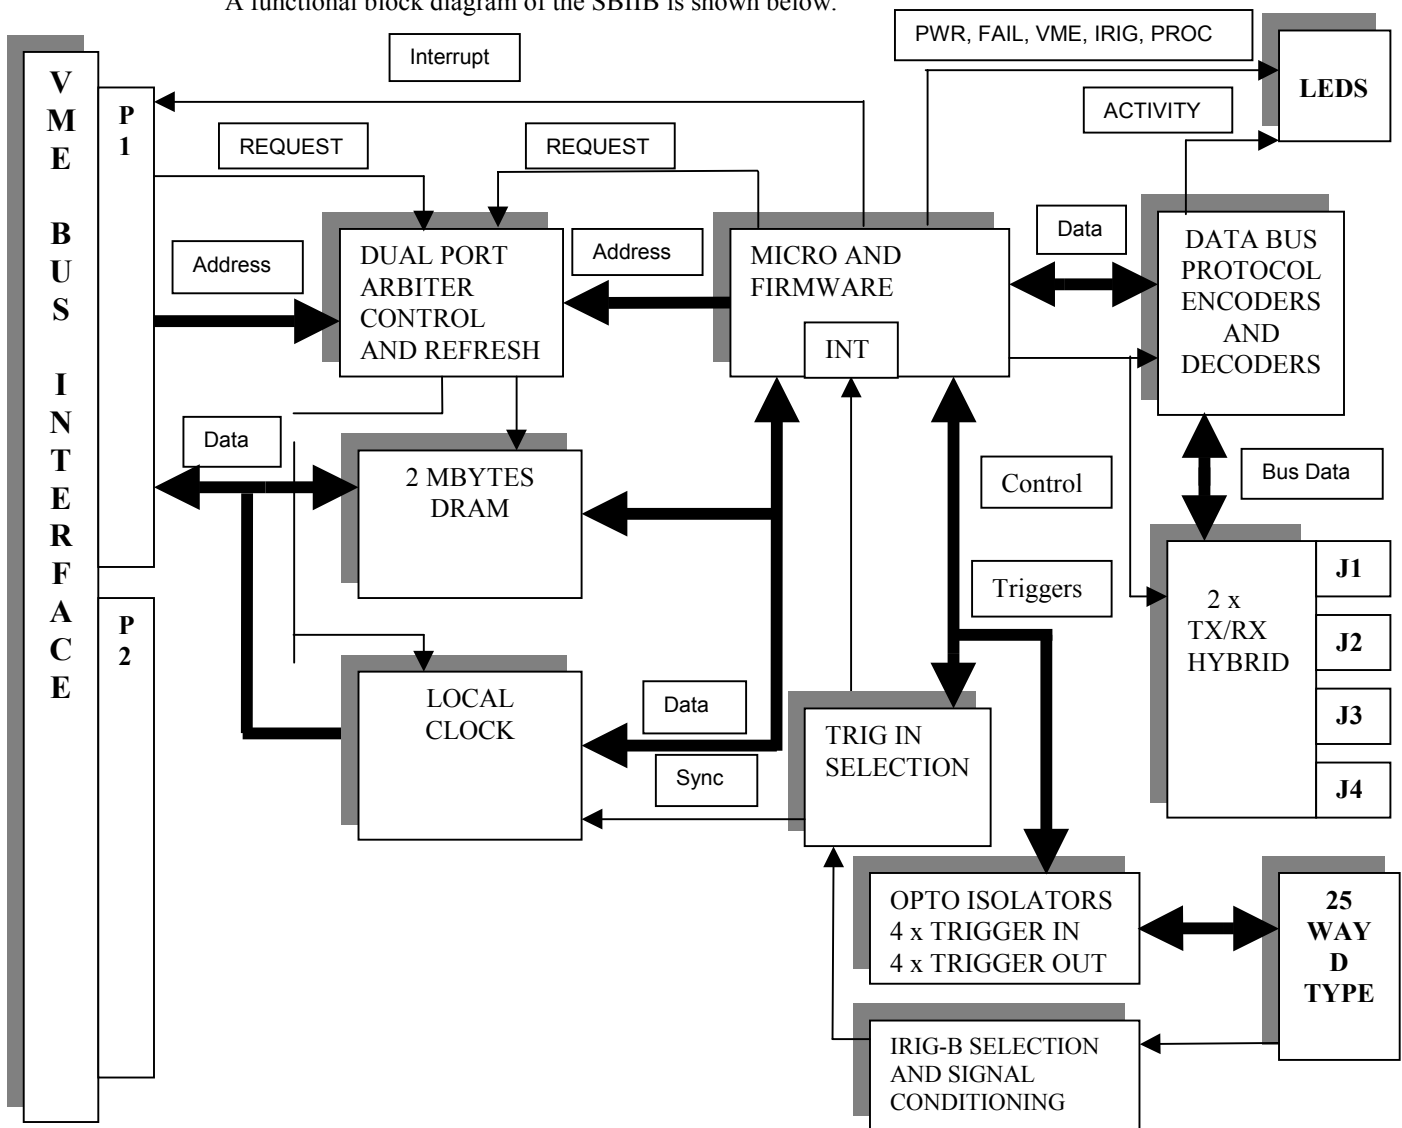 A functional block diagram of the SBIIB is shown below.
PWR, FAIL, VME, IRIG, PROC
LEDS
Interrupt
ACTIVITY
V
M
E
B
U
S
I
N
T
E
R
F
A
C
E
P
1
REQUEST
REQUEST
Address
DUAL PORT
ARBITER
CONTROL
AND REFRESH
Address
MICRO AND
FIRMWARE
INT
Data
DATA BUS
PROTOCOL
ENCODERS
AND
DECODERS
Data
2 MBYTES
DRAM
Control
Bus Data
Triggers
2 x
TX/RX
HYBRID
J1
J2
J3
J4
P
2
LOCAL
CLOCK
Data
Sync
TRIG IN
SELECTION
OPTO ISOLATORS
4 x TRIGGER IN
4 x TRIGGER OUT
25
WAY
D
TYPE
IRIG-B SELECTION
AND SIGNAL
CONDITIONING